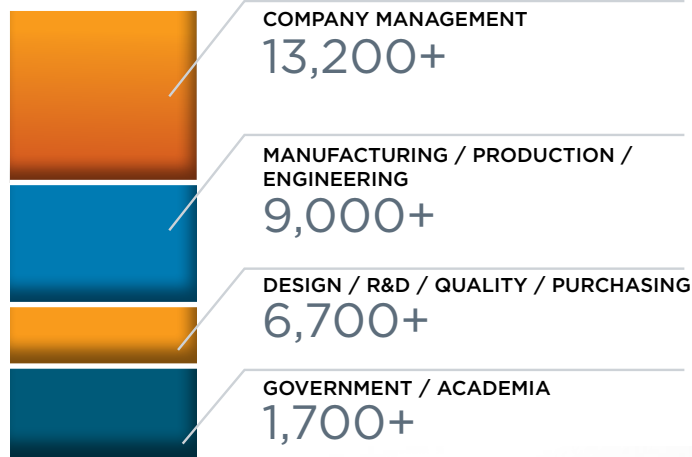 COMPANY MANAGEMENT
13,200+
MANUFACTURING / PRODUCTION /
ENGINEERING
9,000+
DESIGN / R&D / QUALITY / PURCHASING
6,700+
GOVERNMENT / ACADEMIA
1,700+